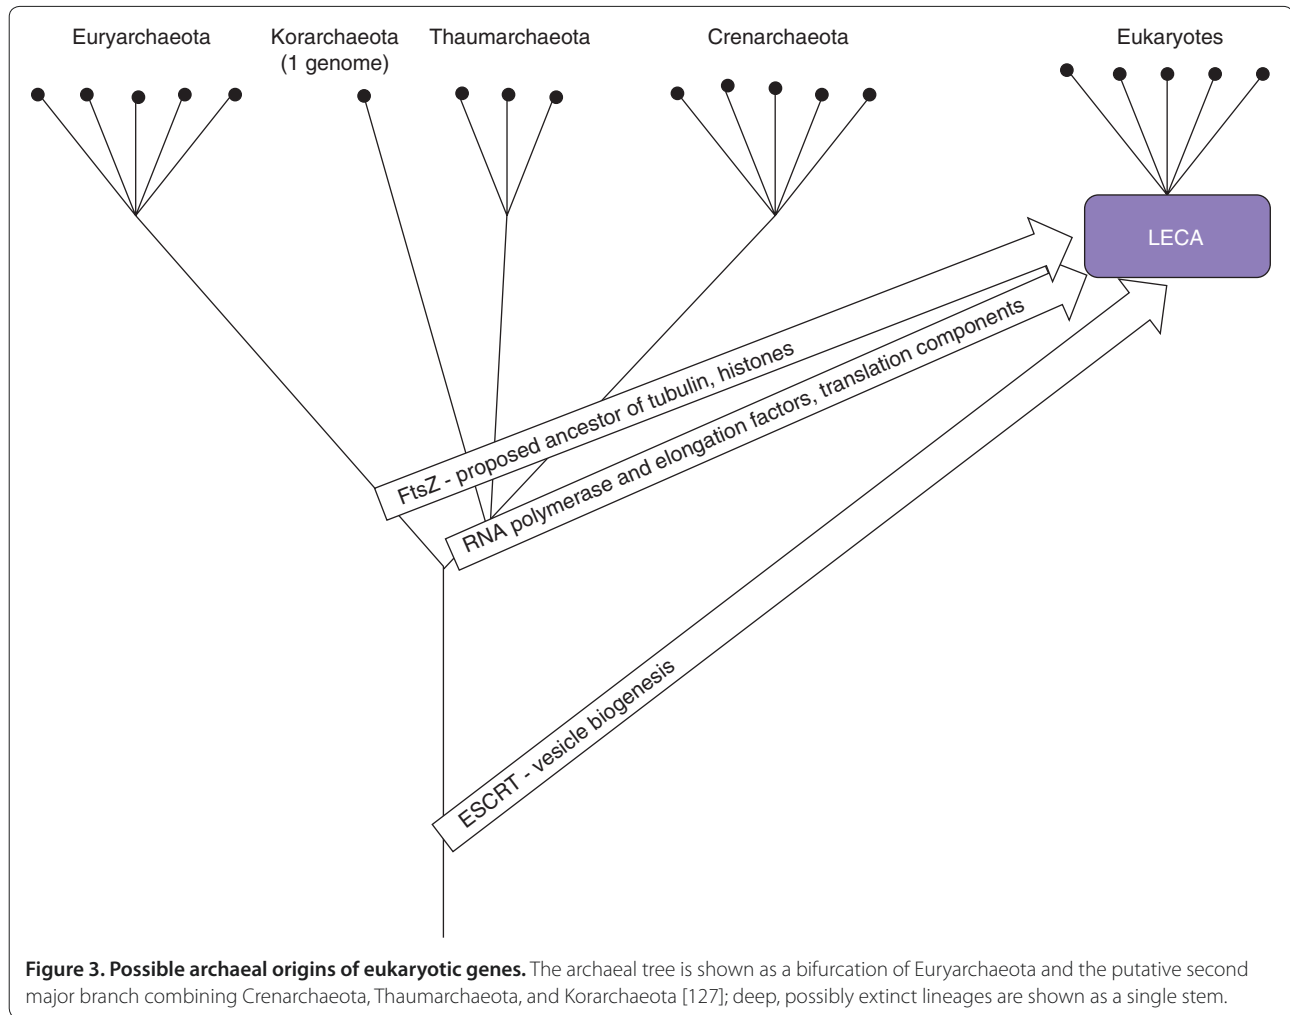 Euryarchaeota
Korarchaeota
(1 genome)
Thaumarchaeota
Crenarchaeota
Eukaryotes
LECA
FtsZ - proposed ancestor of tubulin, histones
RNA polymerase and elongation factors, translation components
ESCRT - vesicle biogenesis
Figure 3. Possible archaeal origins of eukaryotic genes. The archaeal tree is shown as a bifurcation of Euryarchaeota and the putative second
major branch combining Crenarchaeota, Thaumarchaeota, and Korarchaeota [127]; deep, possibly extinct lineages are shown as a single stem.